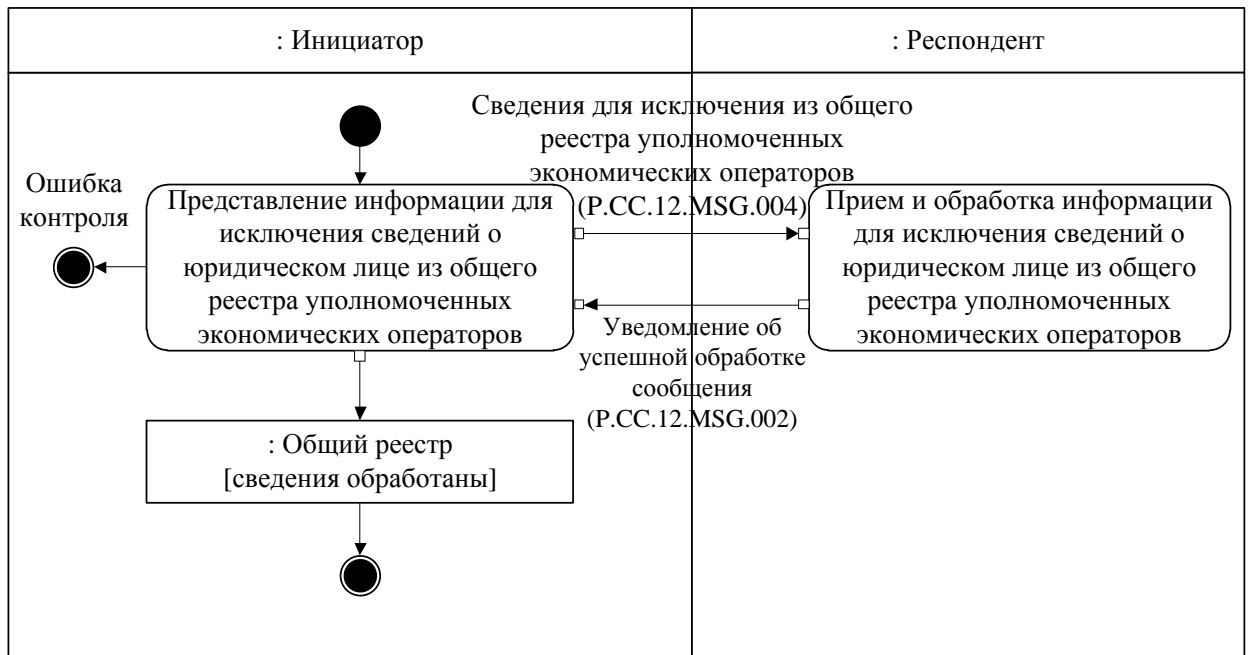 : Инициатор
: Респондент
Сведения для исключения из общего
реестра уполномоченных
экономических операторов
(P.CC.12.MSG.004)
Ошибка
контроля
Представление информации для
исключения сведений о
юридическом лице из общего
реестра уполномоченных
экономических операторов
Прием и обработка информации
для исключения сведений о
юридическом лице из общего
реестра уполномоченных
экономических операторов
Уведомление об
успешной обработке
сообщения
(P.CC.12.MSG.002)
: Общий реестр
[сведения обработаны]